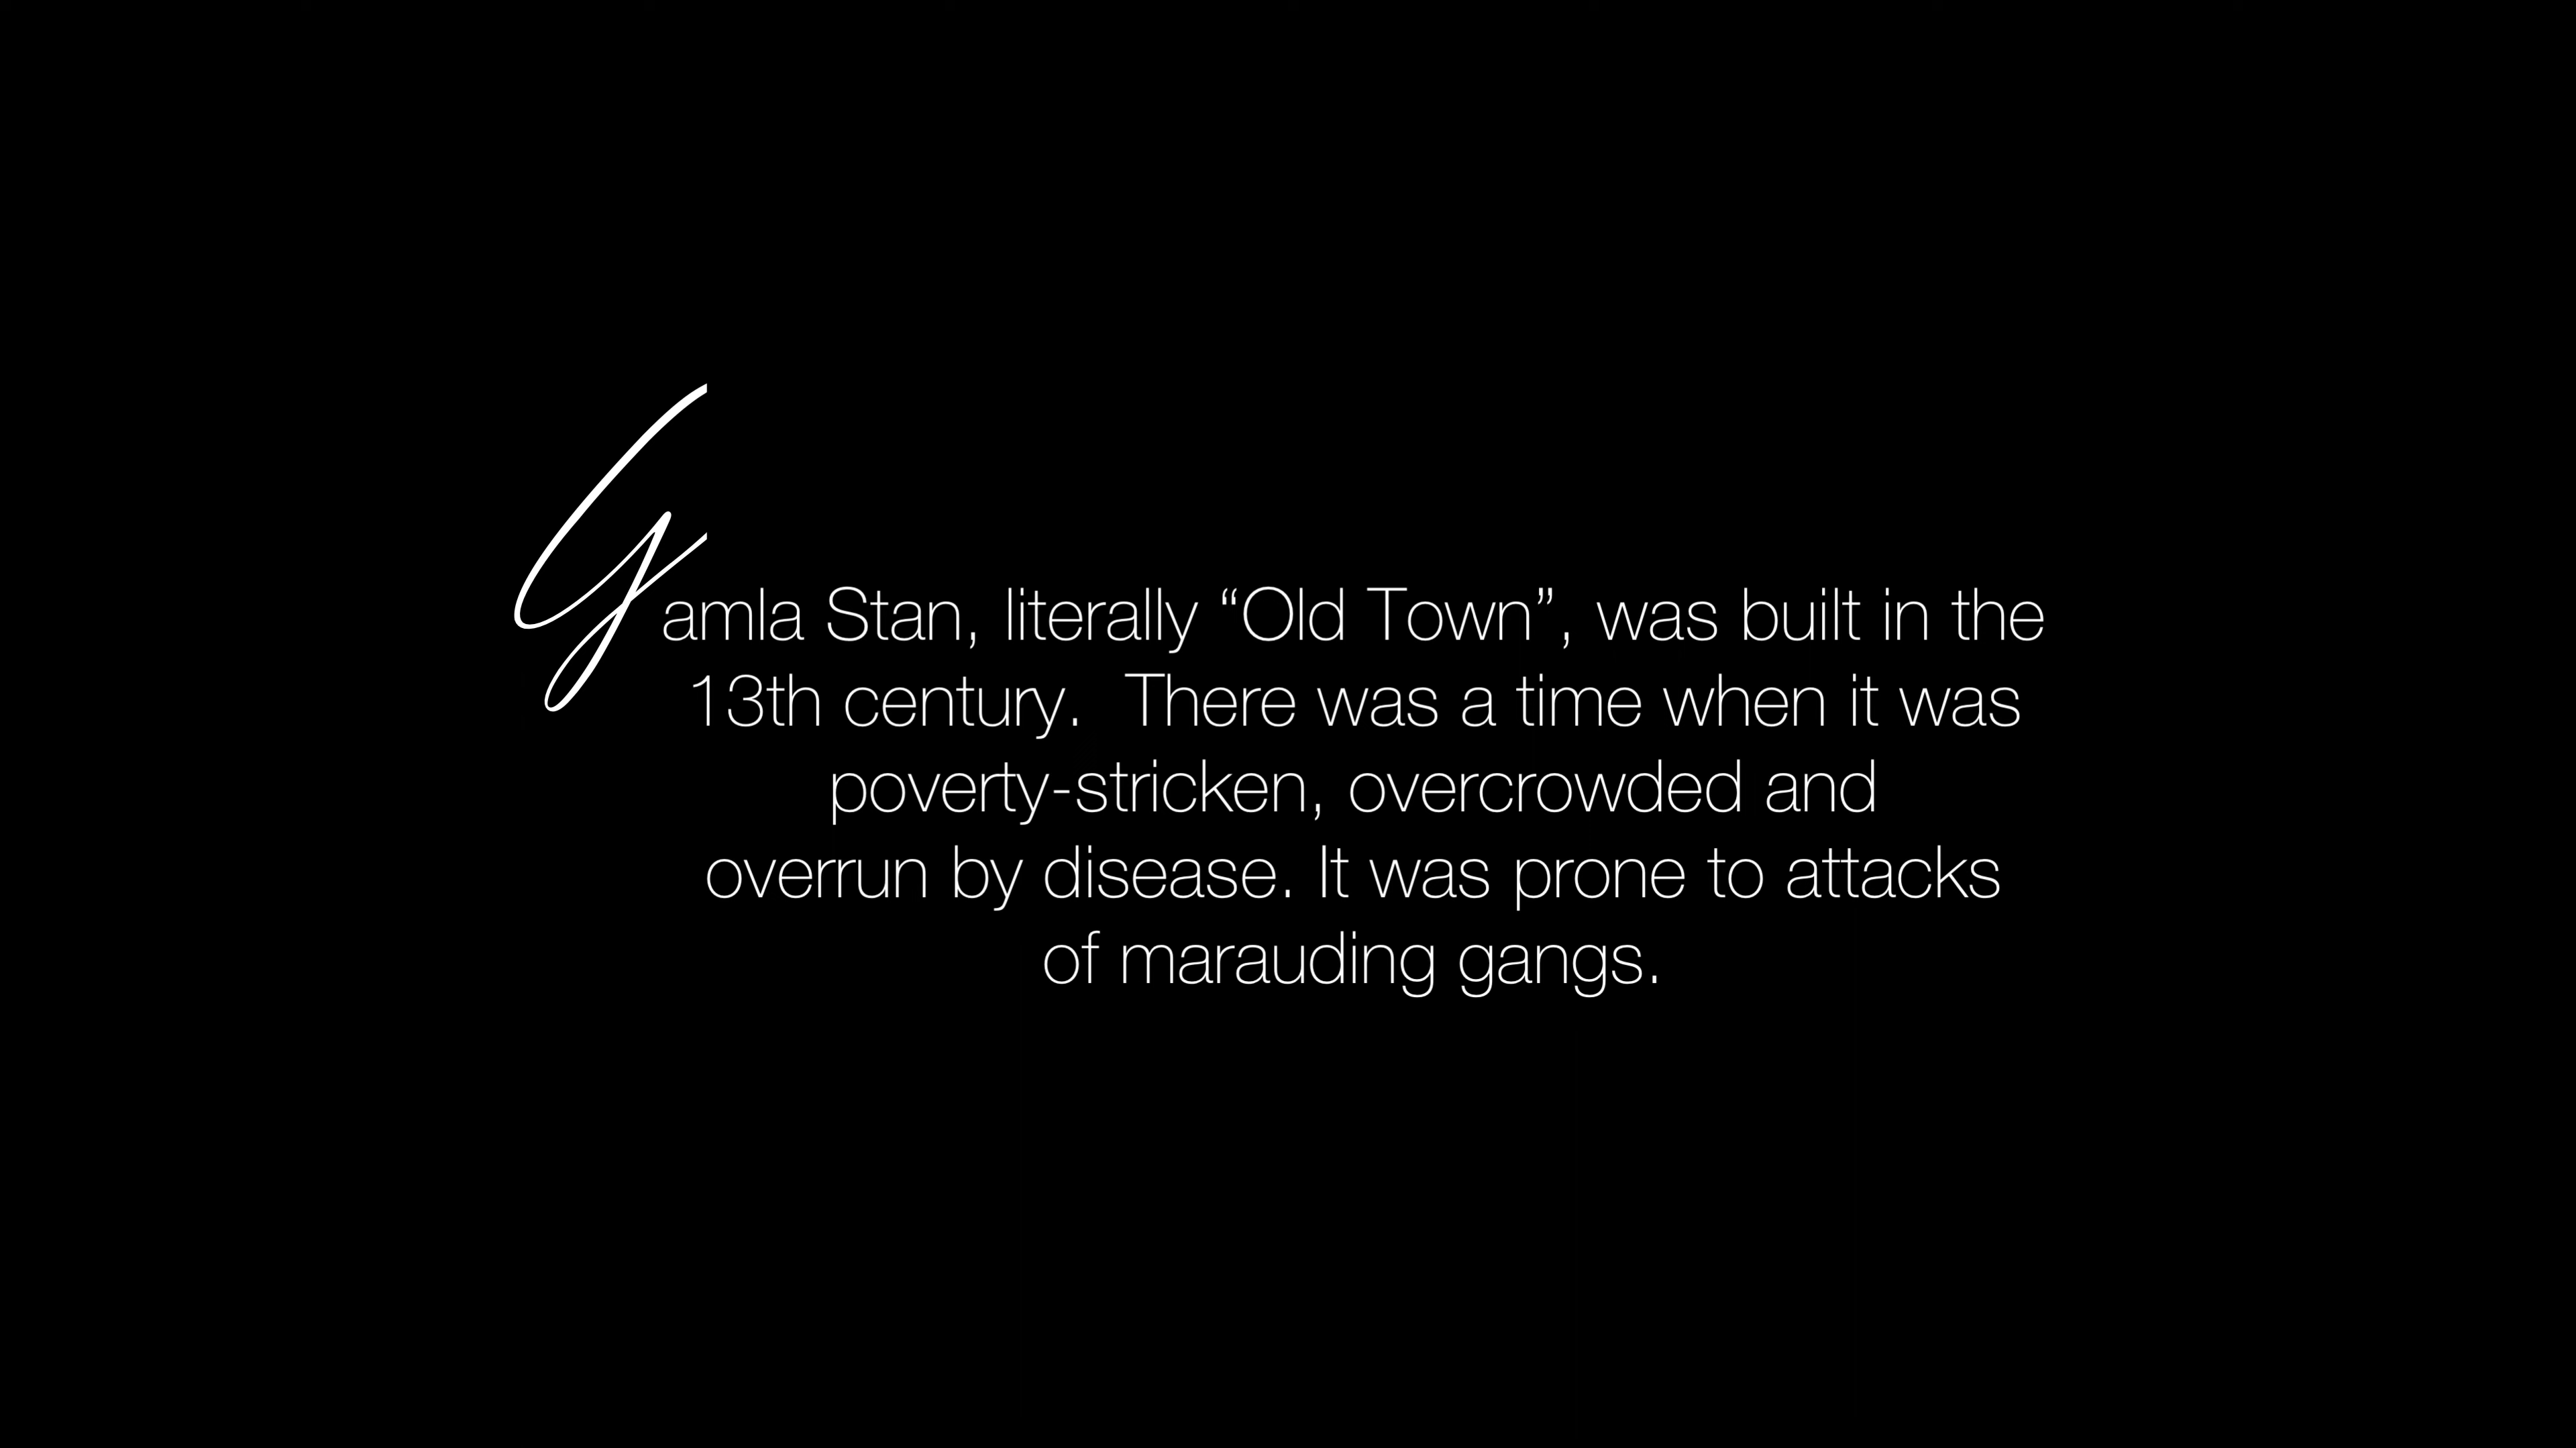 Gamla Stan, literally “Old Town”, was built in the
13th century.  There was a time when it was
poverty-stricken, overcrowded and
overrun by disease. It was prone to attacks
of marauding gangs.